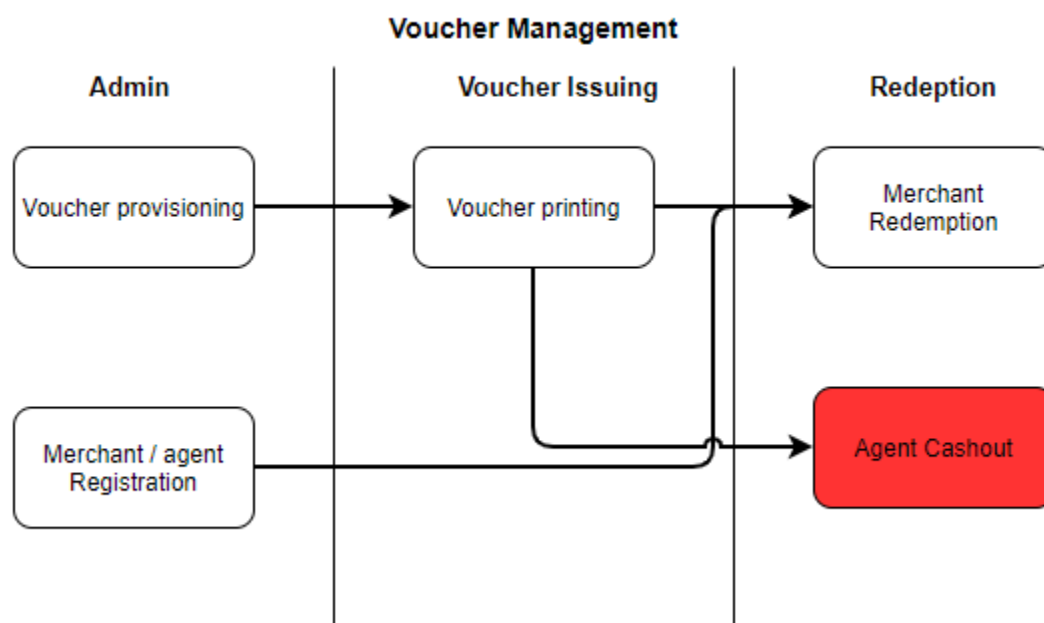 Voucher Management
Admin
Voucher Issuing
Redeption
Voucher provisioning
Voucher printing
Merchant
Redemption
Merchant / agent
Registration
Agent Cashout